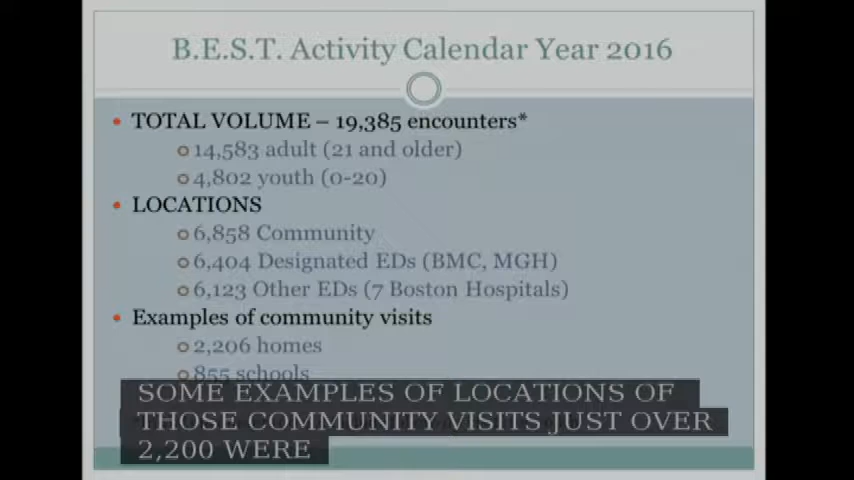 B.E.S.T. Activity Calendar Year 2016
• TOTAL VOLUME – 19,385 encounters*
o 14,583 adult (21 and older)
o 4,802 youth (0-20)
• LOCATIONS
o 6,858 Community
o 6,404 Designated EDs (BMC, MGH)
o 6,123 Other EDs (7 Boston Hospitals)
• Examples of community visits
o 2,206 homes
o 855 schools
SOME EXAMPLES OF LOCATIONS OF
THOSE COMMUNITY VISITS JUST OVER
2,200 WERE